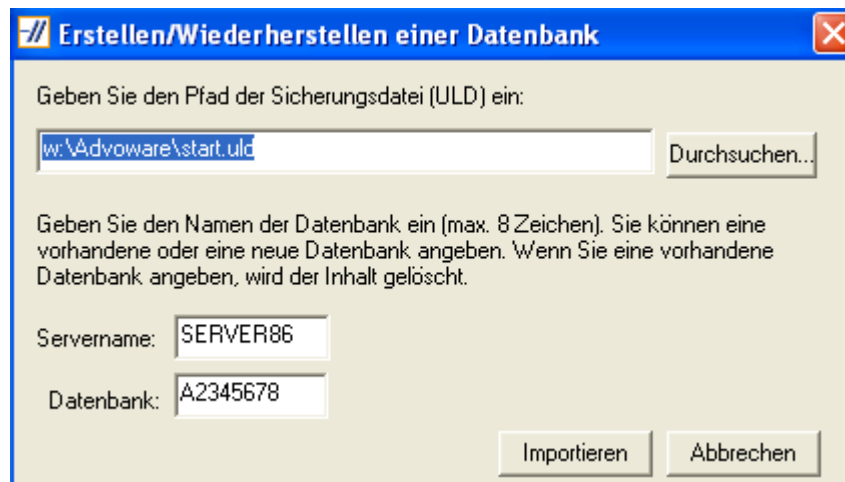 Erstellen/Wiederherstellen einer Datenbank
Geben Sie den Pfad der Sicherungsdatei (ULD) ein:
w:\Advoware\start.uld
Durchsuchen...
Geben Sie den Namen der Datenbank ein (max. 8 Zeichen). Sie können eine
vorhandene oder eine neue Datenbank angeben. Wenn Sie eine vorhandene
Datenbank angeben, wird der Inhalt gelöscht.
Servername: SERVER86
Datenbank: A2345678
Importieren Abbrechen